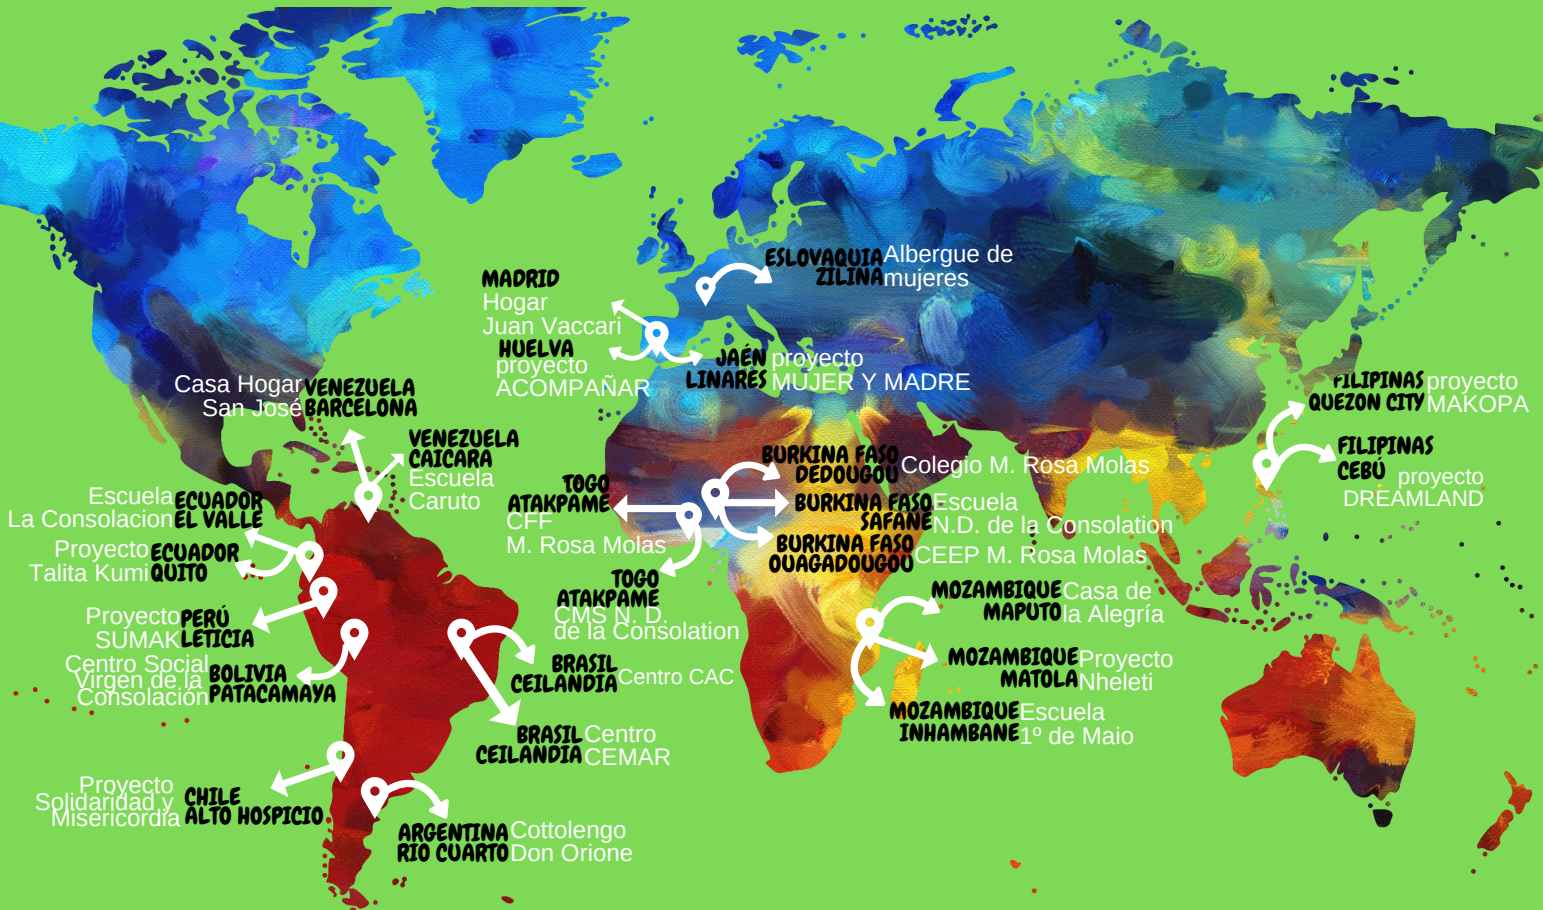 ESLOVAQUIA
ZILINA
Albergue de
mujeres
MADRID
Hogar
Juan Vaccari
HUELVA
proyecto
ACOMPAÑAR
JAÉN
LINARES
proyecto
MUJER Y MADRE
Casa Hogar
San José
VENEZUELA
BARCELONA
VENEZUELA
CAICARA
Escuela
Caruto
FILIPINAS
QUEZON CITY
proyecto
MAKOPA
FILIPINAS
CEBÚ
proyecto
DREAMLAND
BURKINA FASO
DEDOUGOU
Colegio M. Rosa Molas
BURKINA FASO
SAFANE
Escuela
N.D. de la Consolation
BURKINA FASO
OUAGADOUGOU
CEEP M. Rosa Molas
TOGO
ATAKPAME
CFF
M. Rosa Molas
TOGO
ATAKPAME
CMS N. D.
de la Consolation
Escuela
La Consolacion
ECUADOR
EL VALLE
Proyecto
Talita Kumi
ECUADOR
QUITO
Proyecto
SUMAK
PERÚ
LETICIA
Centro Social
Virgen de la
Consolación
BOLIVIA
PATACAMAYA
MOZAMBIQUE
MAPUTO
Casa de
la Alegría
MOZAMBIQUE
MATOLA
Proyecto
Nheleti
MOZAMBIQUE
INHAMBANE
Escuela
1º de Maio
BRASIL
CEILANDIA
Centro CAC
BRASIL
CEILANDIA
Centro
CEMAR
Proyecto
Solidaridad y
Misericordia
CHILE
ALTO HOSPICIO
ARGENTINA
RIO CUARTO
Cottolengo
Don Orione